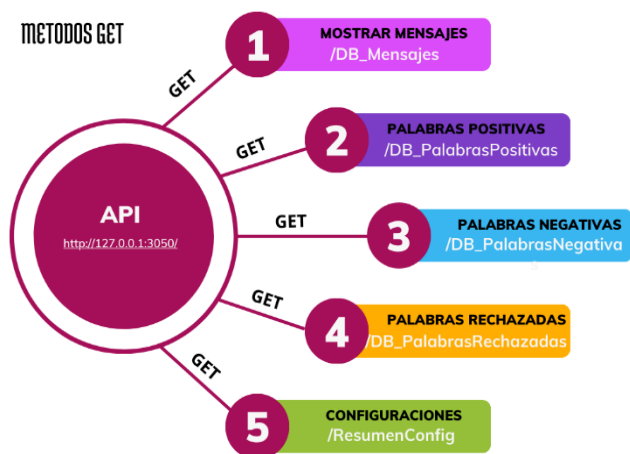 METODOS GET
1
MOSTRAR MENSAJES
/DB_Mensajes
GET
2
PALABRAS POSITIVAS
/DB_PalabrasPositivas
GET
API
http://127.0.0.1:3050/
GET
3
PALABRAS NEGATIVAS
/DB_PalabrasNegativa
GET
4
PALABRAS RECHAZADAS
/DB_PalabrasRechazadas
GET
5
CONFIGURACIONES
/ResumenConfig